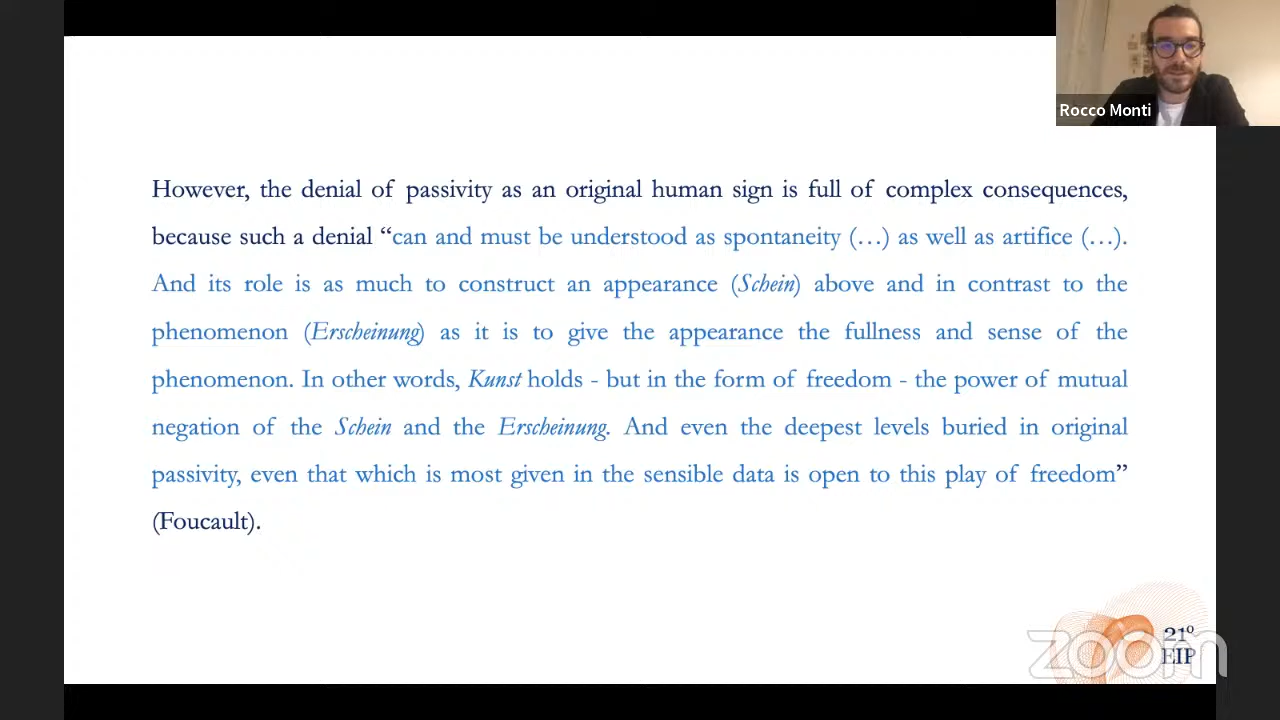 Rocco Monti
However, the denial of passivity as an original human sign is full of complex consequences,
because such a denial “can and must be understood as spontaneity (…) as well as artifice (…).
And its role is as much to construct an appearance (Schein) above and in contrast to the
phenomenon (Erscheinung) as it is to give the appearance the fullness and sense of the
phenomenon. In other words, Kunst holds - but in the form of freedom - the power of mutual
negation of the Schein and the Erscheinung. And even the deepest levels buried in original
passivity, even that which is most given in the sensible data is open to this play of freedom”
(Foucault).
21º
EIP
zoom